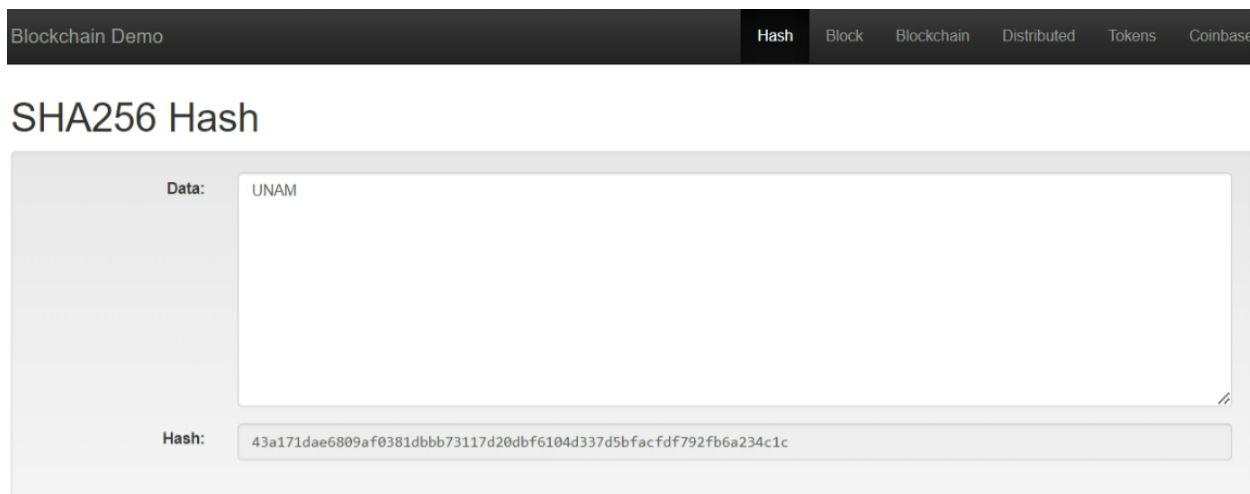 Blockchain Demo Hash Block Blockchain Distributed Tokens Coinbase
SHA256 Hash
Data: UNAM
Hash: 43a171dae6809af0381dbbb73117d20dbf6104d337d5bfacfdf792fb6a234c1c